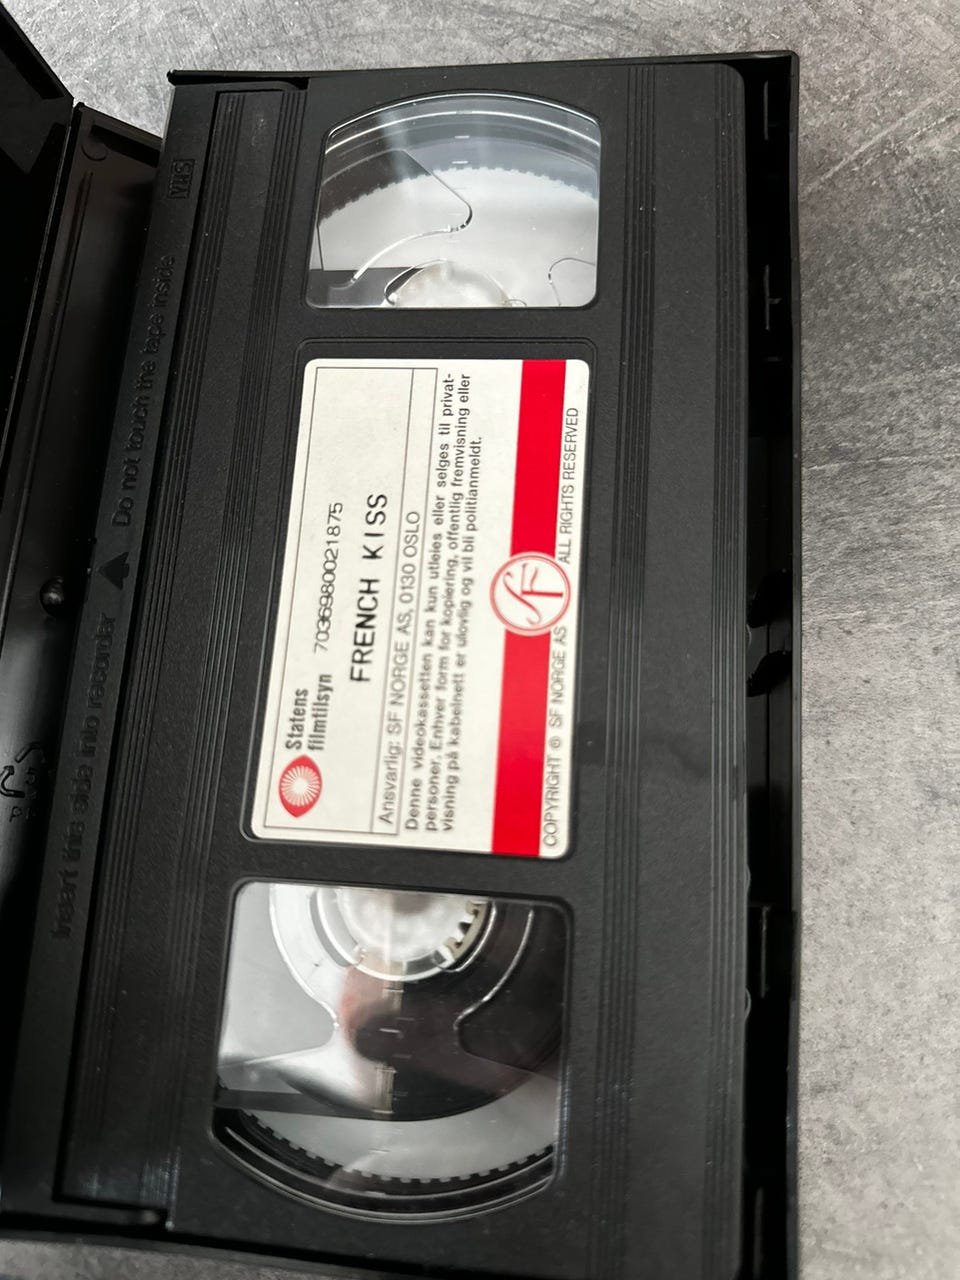 Statens
filmtilsyn
7036980021875
FRENCH KISS
Ansvarlig: SF NORGE AS, 0130 OSLO
Denne videokassetten kan kun utleies eller selges til privat-
personer. Enhver form for kopiering, offentlig fremvisning eller
visning på kabelnett er ulovlig og vil bli politianmeldt.
SF
COPYRIGHT ® SF NORGE AS ALL RIGHTS RESERVED
VHS
Insert this side into recorder ▲ Do not touch the tape inside